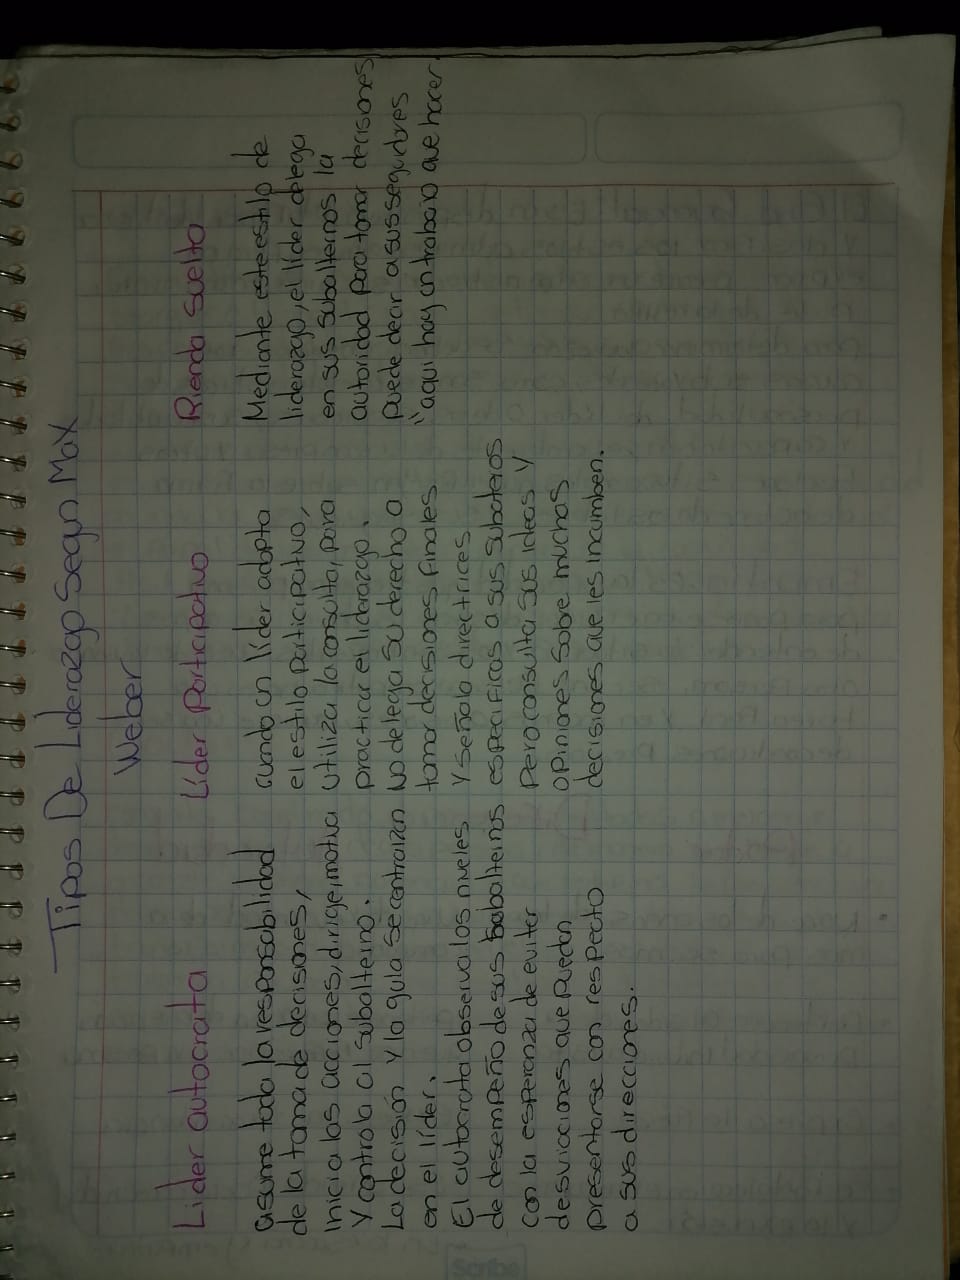 Tipos De Liderazgo Segun Max
Weber
Lider autocrata
asume toda la responsabilidad
de la toma de decisiones,
Inicia las acciones, dirige, motiva
Y controla al subalterno.
La decisión Y la guía se centralizan
en el líder.
El autocrata observa los niveles
de desempeño de sus subalternos
con la esperanza de evitar
desviaciones que puedan
presentarse con respecto
a sus direcciones.
Líder Participativo
cuando un líder adopta
el estilo participativo,
Utiliza la consulta, para
practicar el liderazgo.
No delega su derecho a
tomar decisiones finales.
Y señala directrices
especificas a sus subalteros
pero consulta sus ideas Y
opiniones sobre muchas
decisiones que les incumben.
Rienda suelta
Mediante este estilo de
liderazgo, el líder delega
en sus subalternos la
autoridad para tomar decisiones
puede decir a sus seguidores
"aqui hay un trabajo que hacer.
Scribe